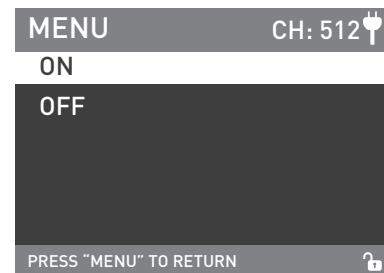 MENU CH: 512
ON
OFF
PRESS “MENU” TO RETURN